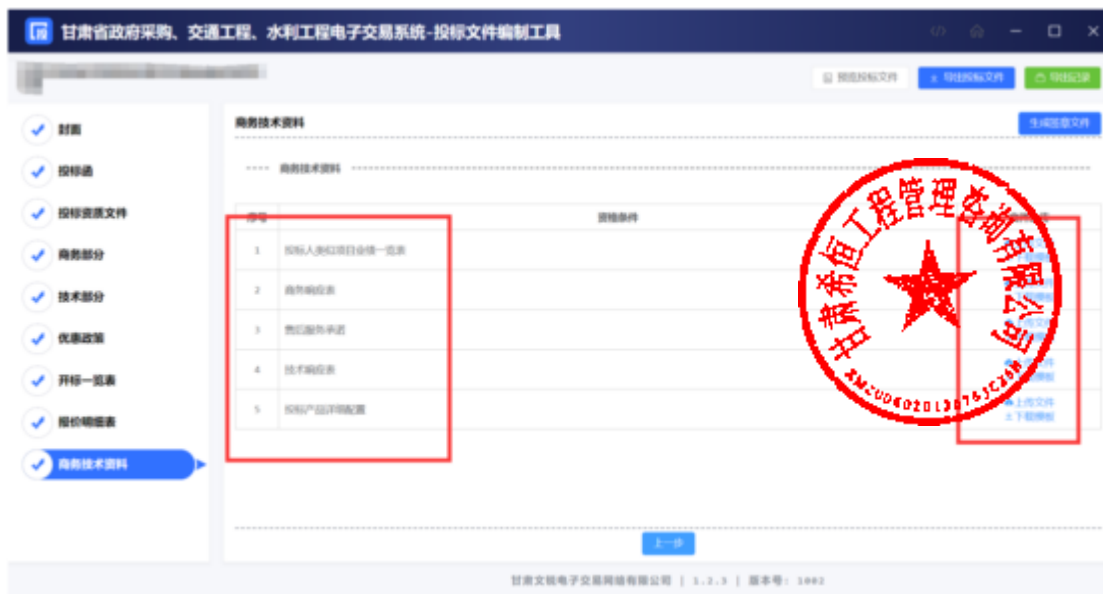 甘肃省政府采购、交通工程、水利工程电子交易系统-投标文件编制工具
预览投标文件
导出投标文件
导出记录
封面
投标函
投标资质文件
商务部分
技术部分
优惠政策
开标一览表
报价明细表
商务技术资料
商务技术资料
生成签章文件
商务技术资料
序号 资格条件
1 投标人类似项目业绩一览表
2 商务响应表
3 售后服务承诺
4 技术响应表
5 投标产品详细配置
上传文件
下载模板
甘肃希恒工程管理咨询有限公司
上一步
甘肃文锐电子交易网络有限公司 | 1.2.3 | 版本号: 1002